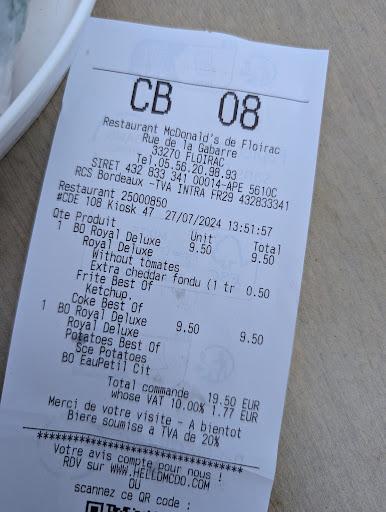 CB 08
Restaurant McDonald's de Floirac
Rue de la Gabarre
33270 FLOIRAC
Tel.05.56.20.98.93
SIRET 432 833 341 00014-APE 5610C
RCS Bordeaux -TVA INTRA FR29 432833341
Restaurant 25000850
#CDE 108 Kiosk 47 27/07/2024 13:51:57
Qte Produit Unit Total
1 BO Royal Deluxe 9.50 9.50
Royal Deluxe
Without tomates
Extra cheddar fondu (1 tr 0.50
Frite Best Of
Ketchup,
Coke Best Of
1 BO Royal Deluxe 9.50 9.50
Royal Deluxe
Potatoes Best Of
Sce Potatoes
BO EauPetil Cit
Total commande 19.50 EUR
whose VAT 10.00% 1.77 EUR
Merci de votre visite - A bientot
Biere soumise a TVA de 20%
*********************************
Votre avis compte pour nous !
RDV sur WWW.HELLOMCDO.COM
OU
scannez ce QR code :